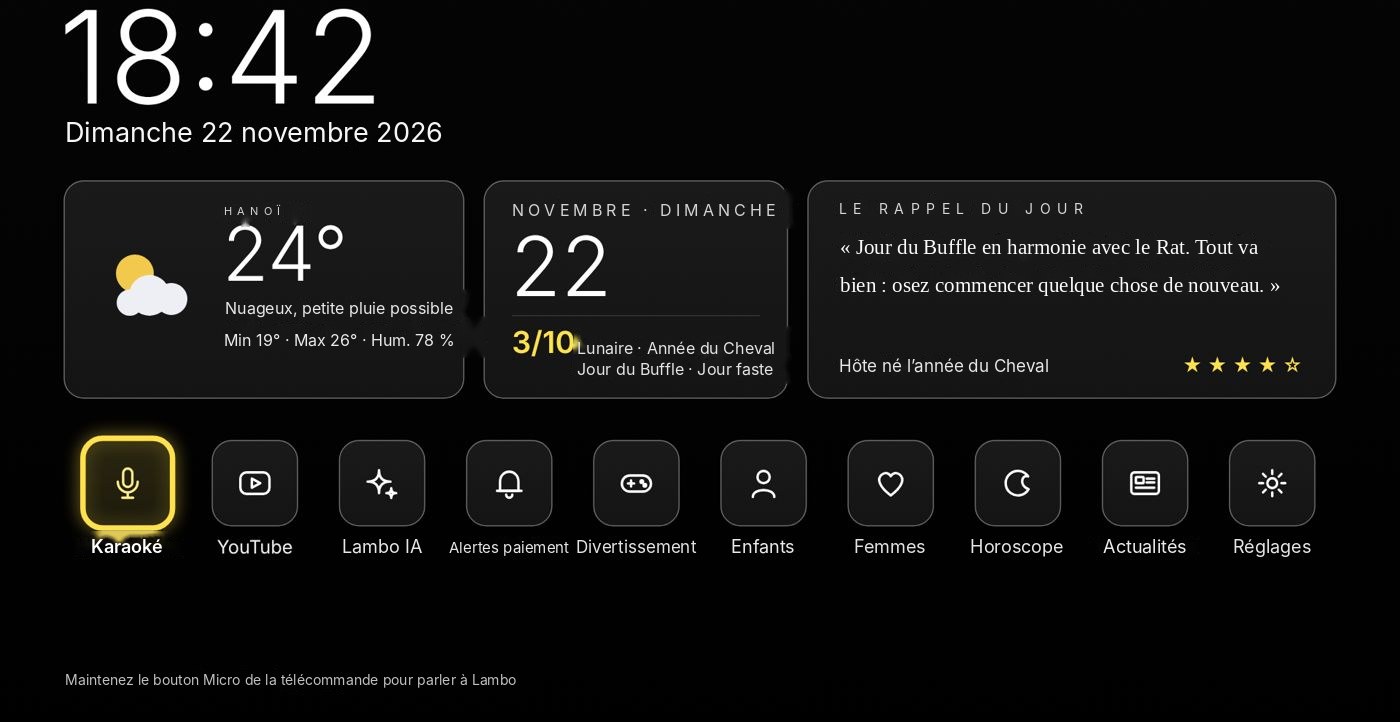 18:42
Dimanche 22 novembre 2026
HANOÏ
24°
Nuageux, petite pluie possible
Min 19° · Max 26° · Hum. 78 %
NOVEMBRE · DIMANCHE
22
3/10 Lunaire · Année du Cheval
Jour du Buffle · Jour faste
LE RAPPEL DU JOUR
« Jour du Buffle en harmonie avec le Rat. Tout va
bien : osez commencer quelque chose de nouveau. »
Hôte né l’année du Cheval ★★★★☆
Karaoké YouTube Lambo IA Alertes paiement Divertissement Enfants Femmes Horoscope Actualités Réglages
Maintenez le bouton Micro de la télécommande pour parler à Lambo